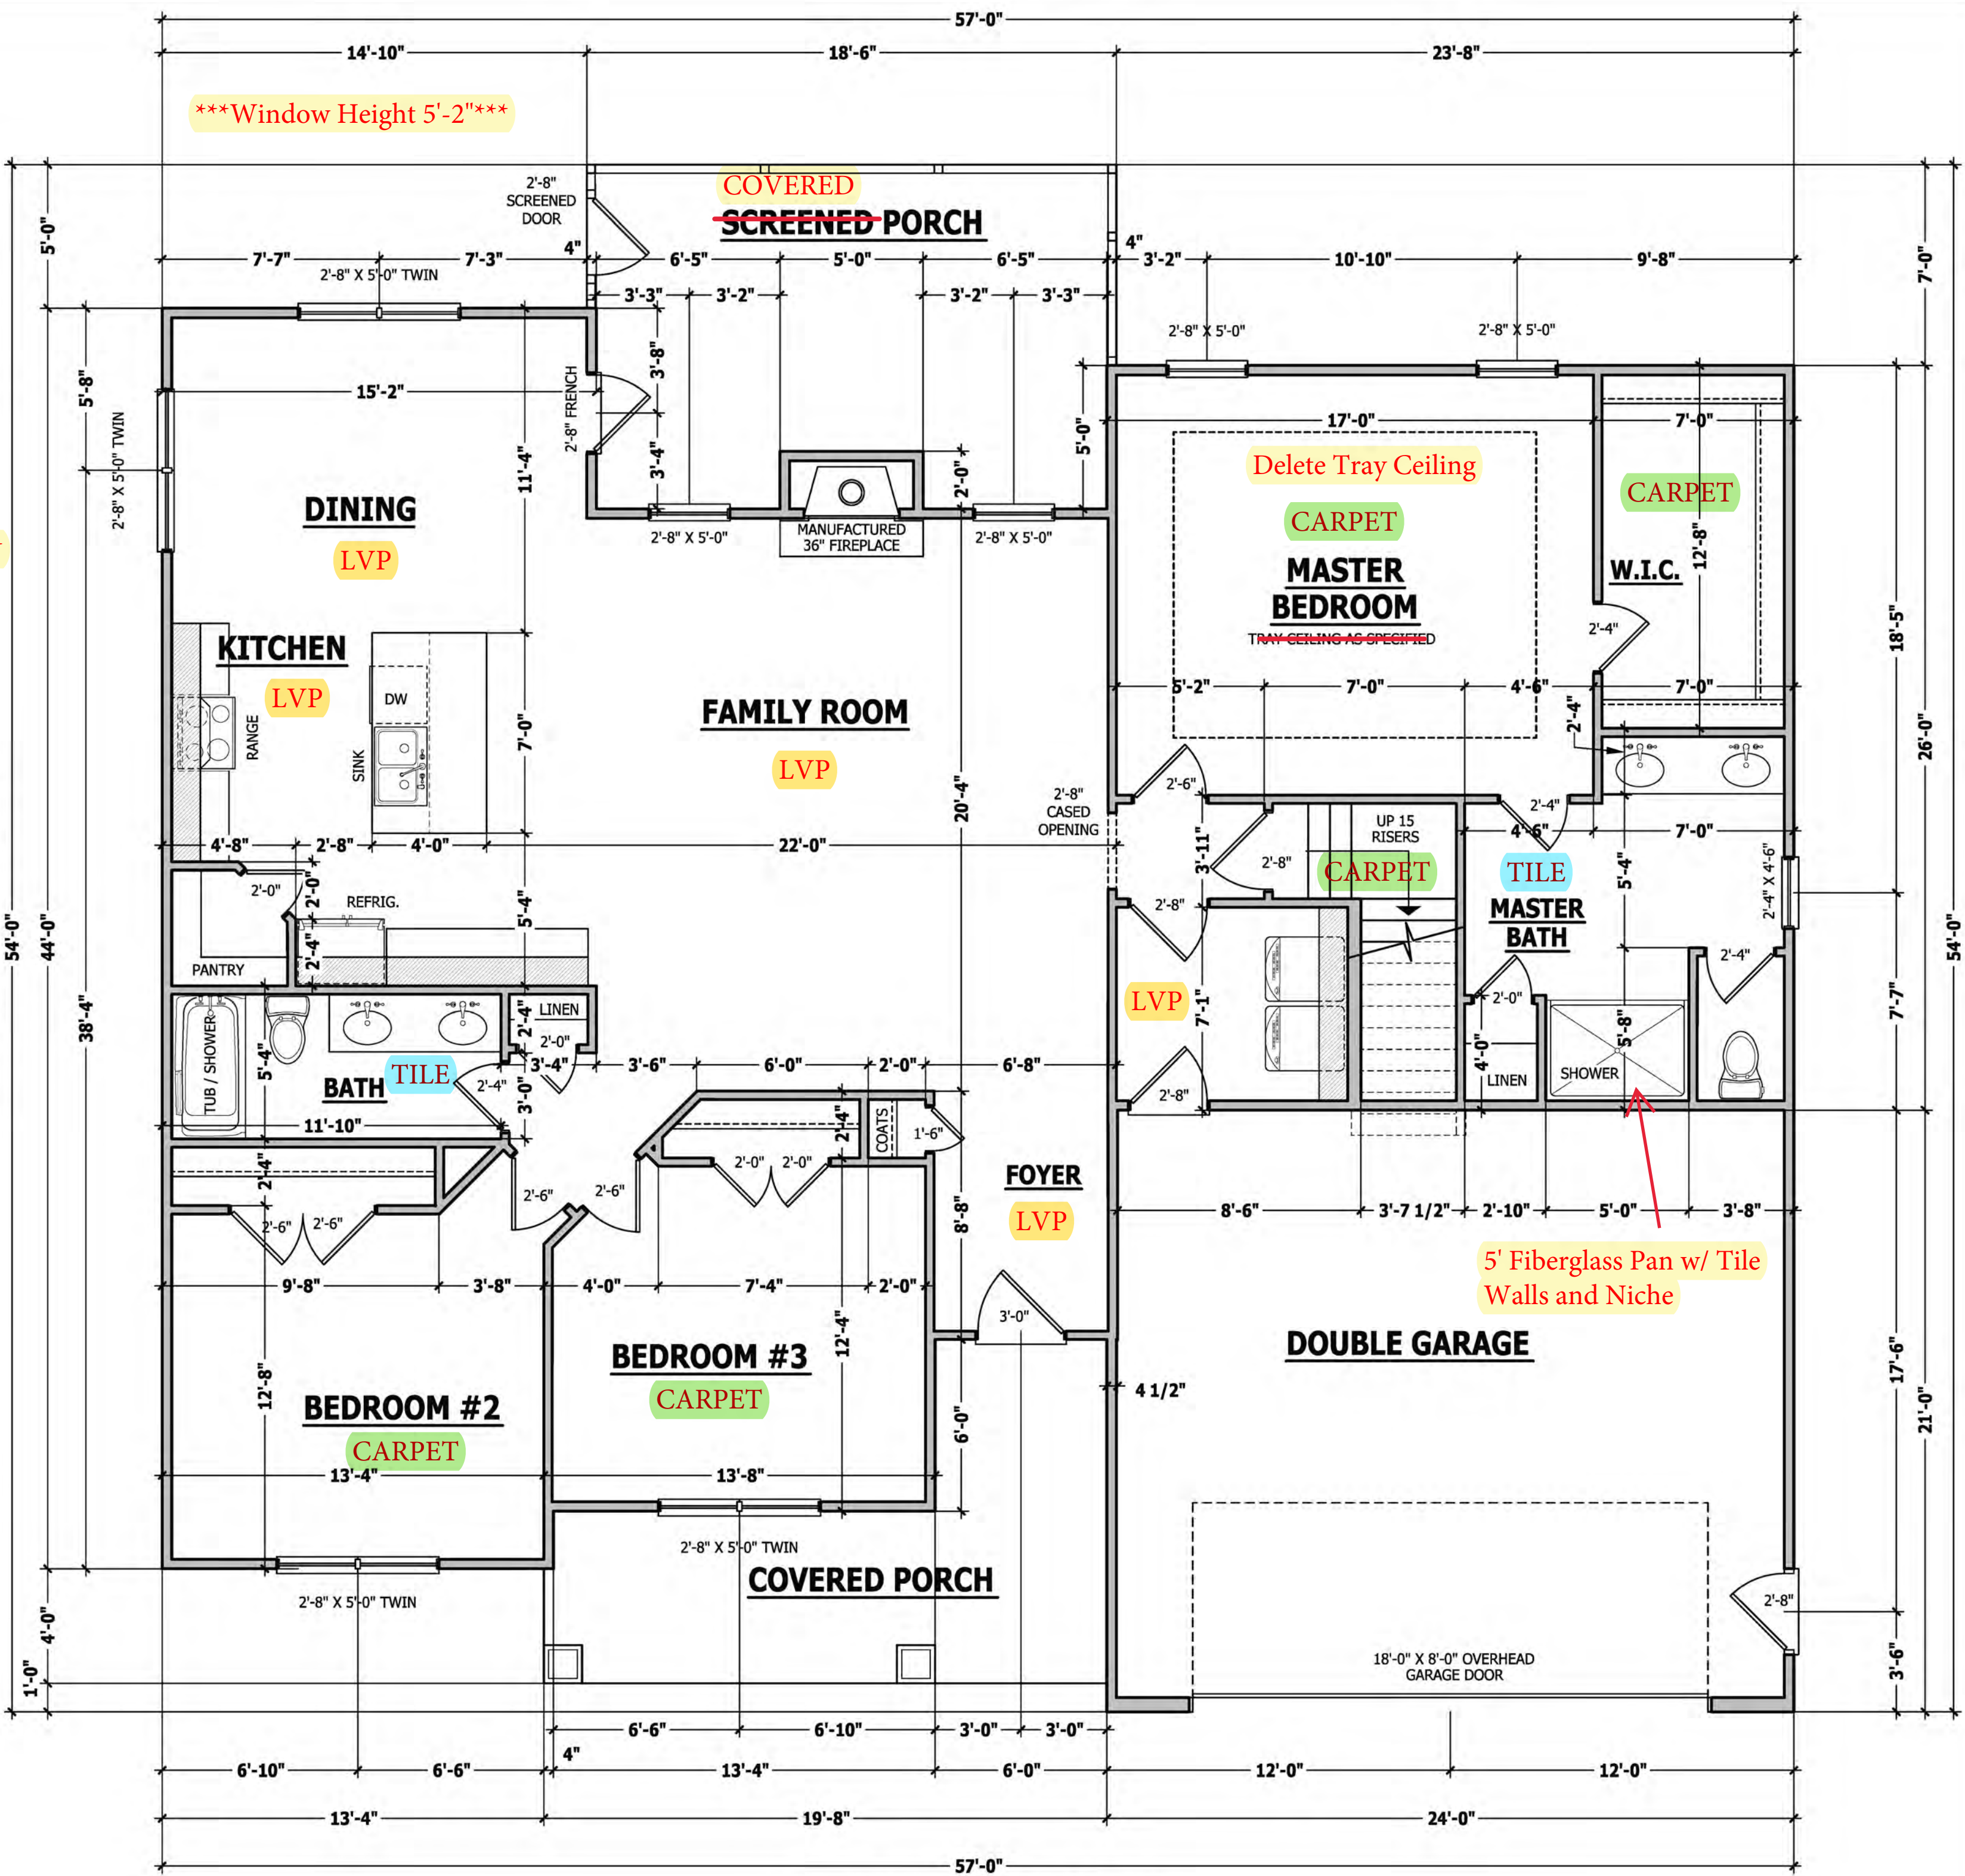 57'-0"
14'-10"
18'-6"
23'-8"
***Window Height 5'-2"***
COVERED
SCREENED PORCH
2'-8"
SCREENED
DOOR
4"
4"
5'-0"
7'-7"
7'-3"
2'-8" X 5'-0" TWIN
6'-5"
5'-0"
6'-5"
3'-2"
10'-10"
9'-8"
7'-0"
3'-3"
3'-2"
3'-2"
3'-3"
2'-8" X 5'-0"
2'-8" X 5'-0"
5'-8"
2'-8" X 5'-0" TWIN
15'-2"
2'-8" FRENCH
3'-8"
3'-4"
11'-4"
2'-0"
5'-0"
17'-0"
7'-0"
Delete Tray Ceiling
CARPET
MASTER
BEDROOM
TRAY CEILING AS SPECIFIED
CARPET
W.I.C.
12'-8"
2'-4"
18'-5"
26'-0"
DINING
LVP
2'-8" X 5'-0"
MANUFACTURED
36" FIREPLACE
2'-8" X 5'-0"
KITCHEN
LVP
DW
SINK
RANGE
7'-0"
FAMILY ROOM
LVP
20'-4"
5'-2"
7'-0"
4'-6"
7'-0"
2'-4"
2'-6"
2'-8"
CASED
OPENING
2'-4"
4'-6"
7'-0"
UP 15
RISERS
CARPET
3'-11"
2'-8"
2'-8"
TILE
MASTER
BATH
5'-4"
2'-4" X 4'-6"
2'-4"
4'-8"
2'-8"
4'-0"
22'-0"
2'-0"
2'-0"
REFRIG.
5'-4"
2'-4"
PANTRY
54'-0"
44'-0"
38'-4"
54'-0"
LVP
7'-1"
2'-8"
2'-0"
4'-0"
LINEN
SHOWER
5'-8"
7'-7"
TUB / SHOWER
5'-4"
BATH
TILE
2'-4"
LINEN
2'-0"
2'-4"
3'-4"
3'-0"
3'-6"
6'-0"
2'-0"
6'-8"
11'-10"
2'-4"
2'-4"
COATS
1'-6"
2'-0"
2'-0"
FOYER
LVP
8'-8"
2'-6"
2'-6"
2'-6"
2'-6"
8'-6"
3'-7 1/2"
2'-10"
5'-0"
3'-8"
5' Fiberglass Pan w/ Tile
Walls and Niche
9'-8"
3'-8"
4'-0"
7'-4"
2'-0"
3'-0"
12'-8"
12'-4"
BEDROOM #3
CARPET
BEDROOM #2
CARPET
13'-4"
13'-8"
6'-0"
4 1/2"
DOUBLE GARAGE
17'-6"
21'-0"
2'-8" X 5'-0" TWIN
COVERED PORCH
2'-8" X 5'-0" TWIN
2'-8"
3'-6"
18'-0" X 8'-0" OVERHEAD
GARAGE DOOR
4'-0"
1'-0"
6'-6"
6'-10"
3'-0"
3'-0"
4"
6'-10"
6'-6"
13'-4"
6'-0"
12'-0"
12'-0"
13'-4"
19'-8"
24'-0"
57'-0"